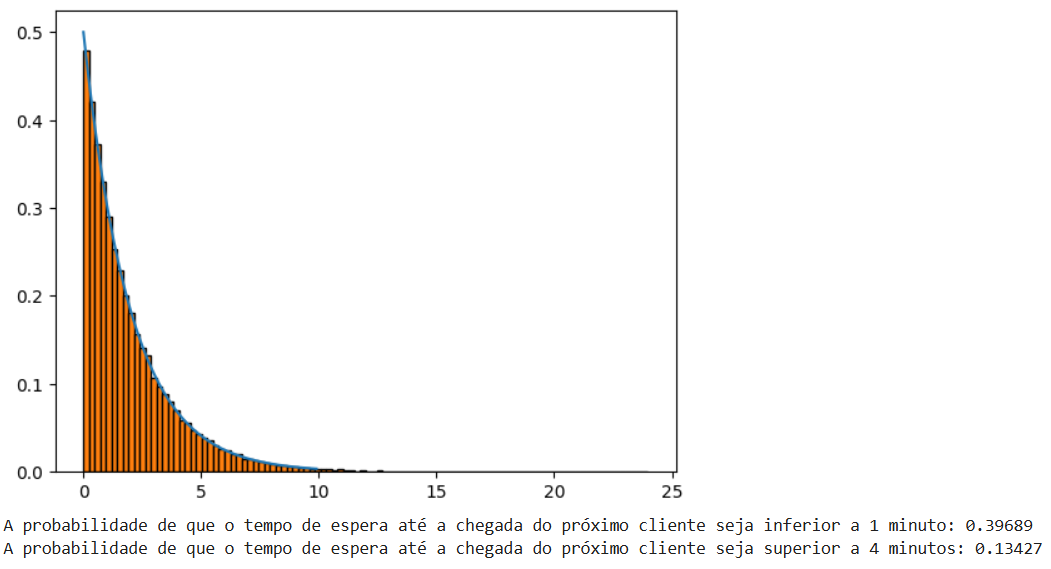 0.5
0.4
0.3
0.2
0.1
0.0
0 5 10 15 20 25
A probabilidade de que o tempo de espera até a chegada do próximo cliente seja inferior a 1 minuto: 0.39689
A probabilidade de que o tempo de espera até a chegada do próximo cliente seja superior a 4 minutos: 0.13427